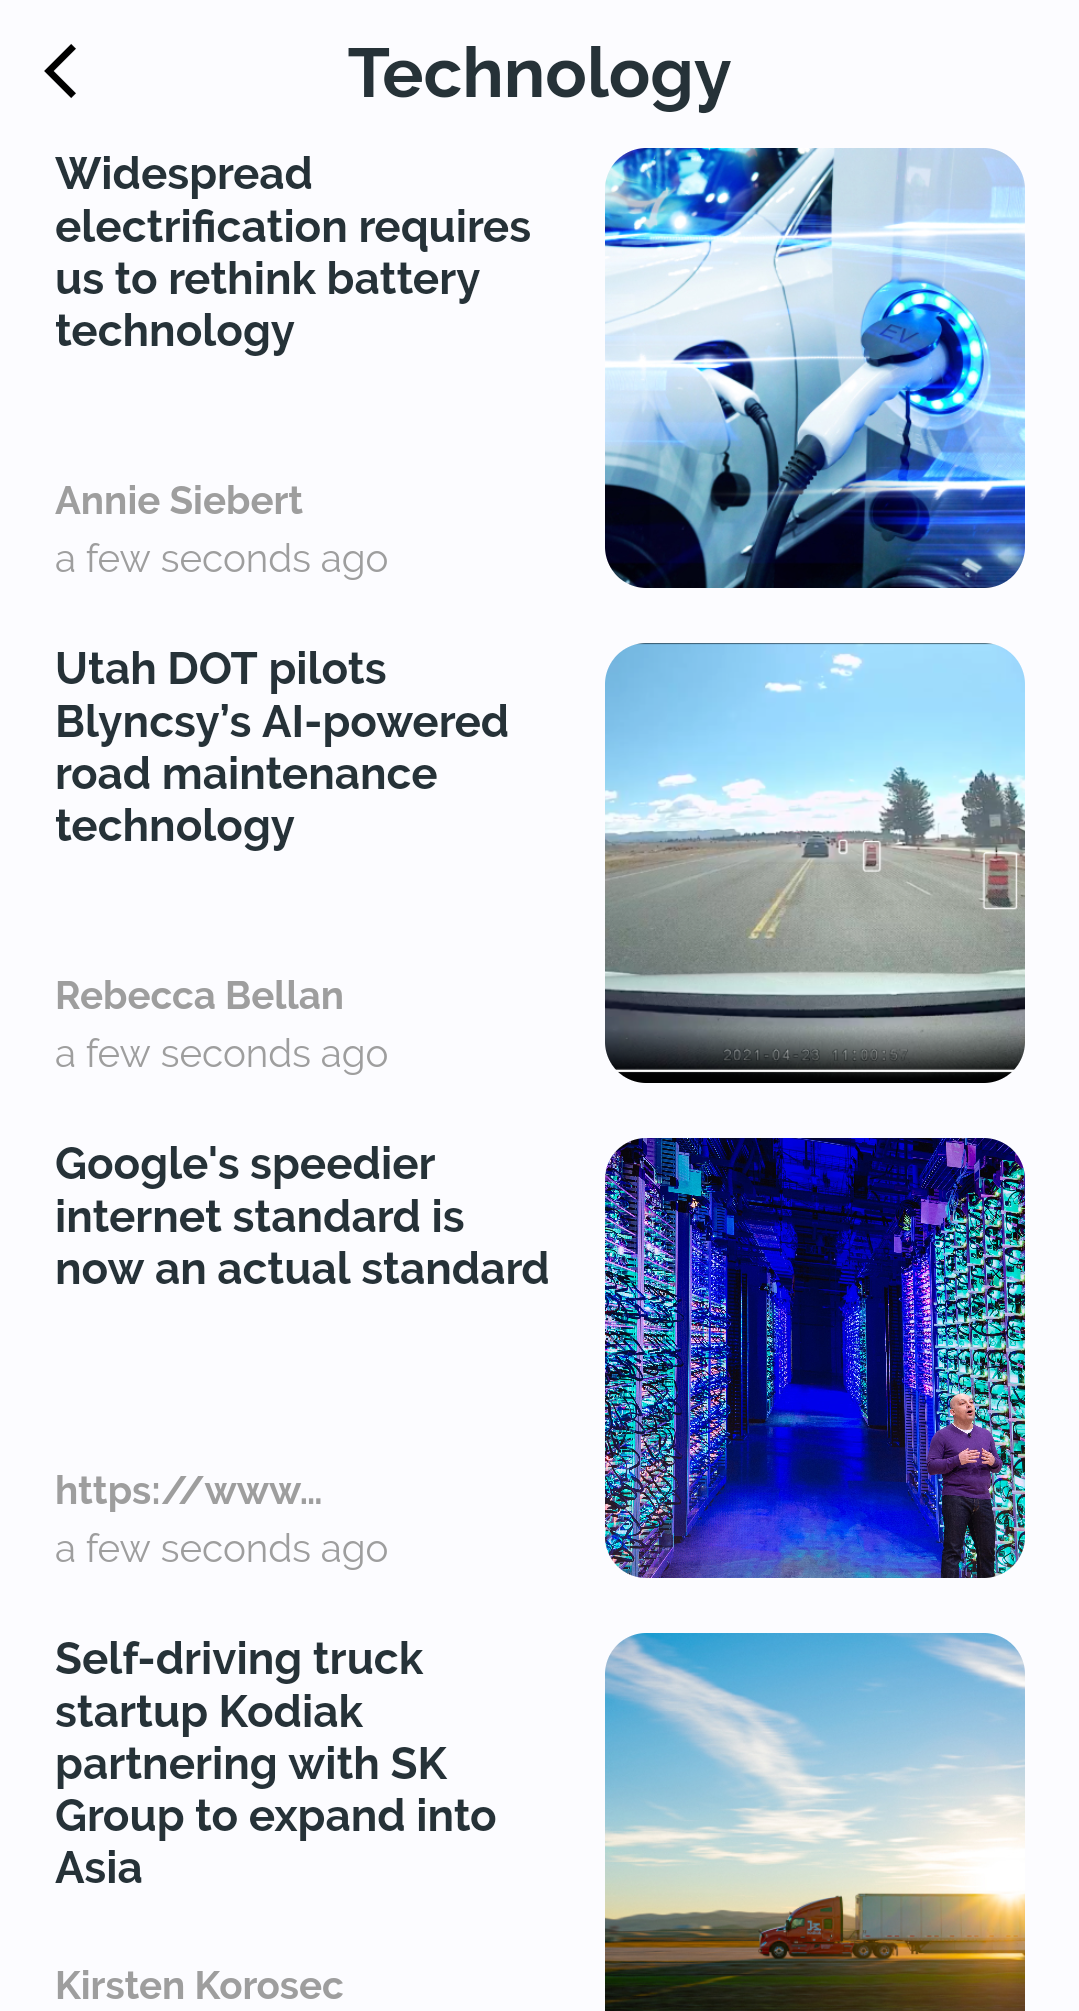 Technology
Widespread
electrification requires
us to rethink battery
technology
Annie Siebert
a few seconds ago
EV
Utah DOT pilots
Blyncsy’s AI-powered
road maintenance
technology
Rebecca Bellan
a few seconds ago
2021-04-23 11:00:57
Google's speedier
internet standard is
now an actual standard
https://www...
a few seconds ago
Self-driving truck
startup Kodiak
partnering with SK
Group to expand into
Asia
Kirsten Korosec